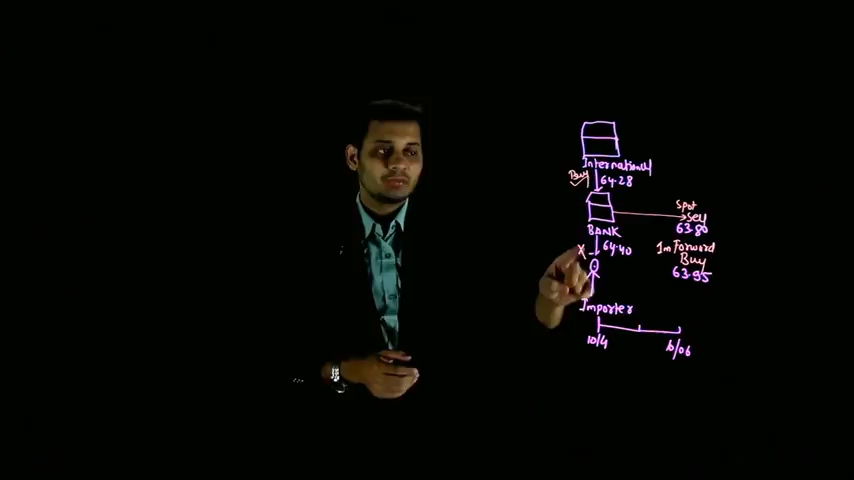 International
Buy
64.28
BANK
Spot
Sell
63.80
64.40
X
1m Forward
Buy
63.95
Importer
10/4
10/06